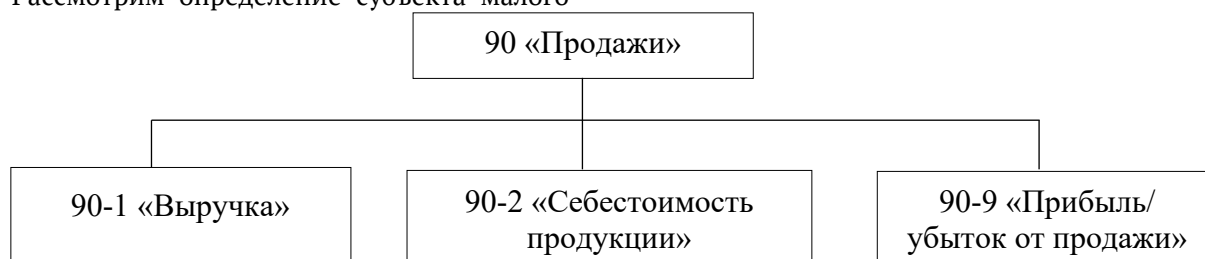 Рассмотрим определение субъекта малого
90 «Продажи»
90-1 «Выручка»
90-2 «Себестоимость
продукции»
90-9 «Прибыль/
убыток от продажи»